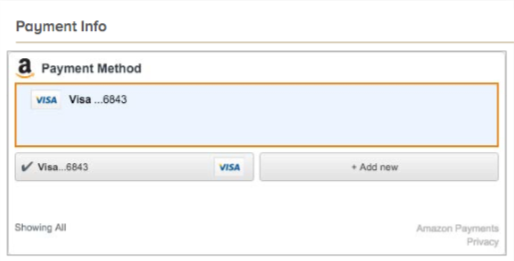 Payment Info
a Payment Method
VISA Visa ...6843
✔ Visa...6843 VISA + Add new
Showing All Amazon Payments
Privacy